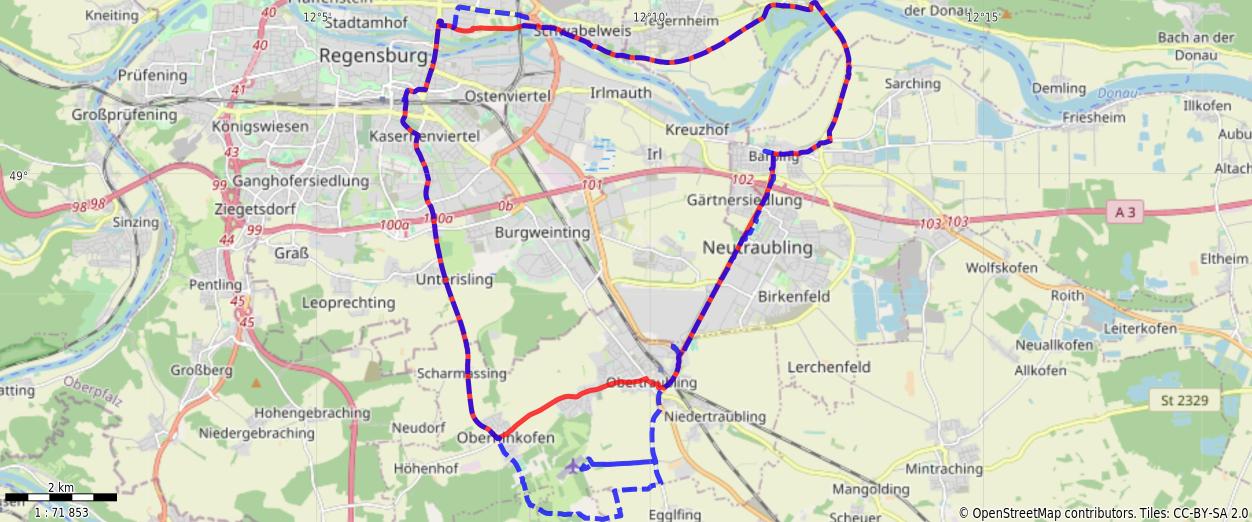 Kneiting
Pfaffenstein
40
12°5'
Stadtamhof
12°10'
Tegernheim
12°15'
der Donau
Bach an der
Donau
Schwabelweis
40
Regensburg
Prüfening
41
Ostenviertel
Irlmauth
Sarching
Demling
Donau
Illkofen
Großprüfening
Königswiesen
Kasernenviertel
Kreuzhof
Friesheim
43
Irl
Barbing
49°
99
Ganghofersiedlung
101
102
98 98
Ziegetsdorf
0b
Gärtnersiedlung
A 3
Sinzing
44
99
100a
100a
Burgweinting
103
103
Graß
Neutraubling
Eltheim
Pentling
Unterisling
Wolfskofen
45
Leoprechting
Birkenfeld
Roith
45
Leiterkofen
Neuallkofen
Großberg
Scharmassing
Obertraubling
Lerchenfeld
Allkofen
Oberpfalz
St 2329
Hohengebraching
Niedertraubling
Niedergebraching
Neudorf
Oberhinkofen
Höhenhof
Mintraching
2 km
Mangolding
1 : 71 853
Egglfing
Scheuer
© OpenStreetMap contributors. Tiles: CC-BY-SA 2.0